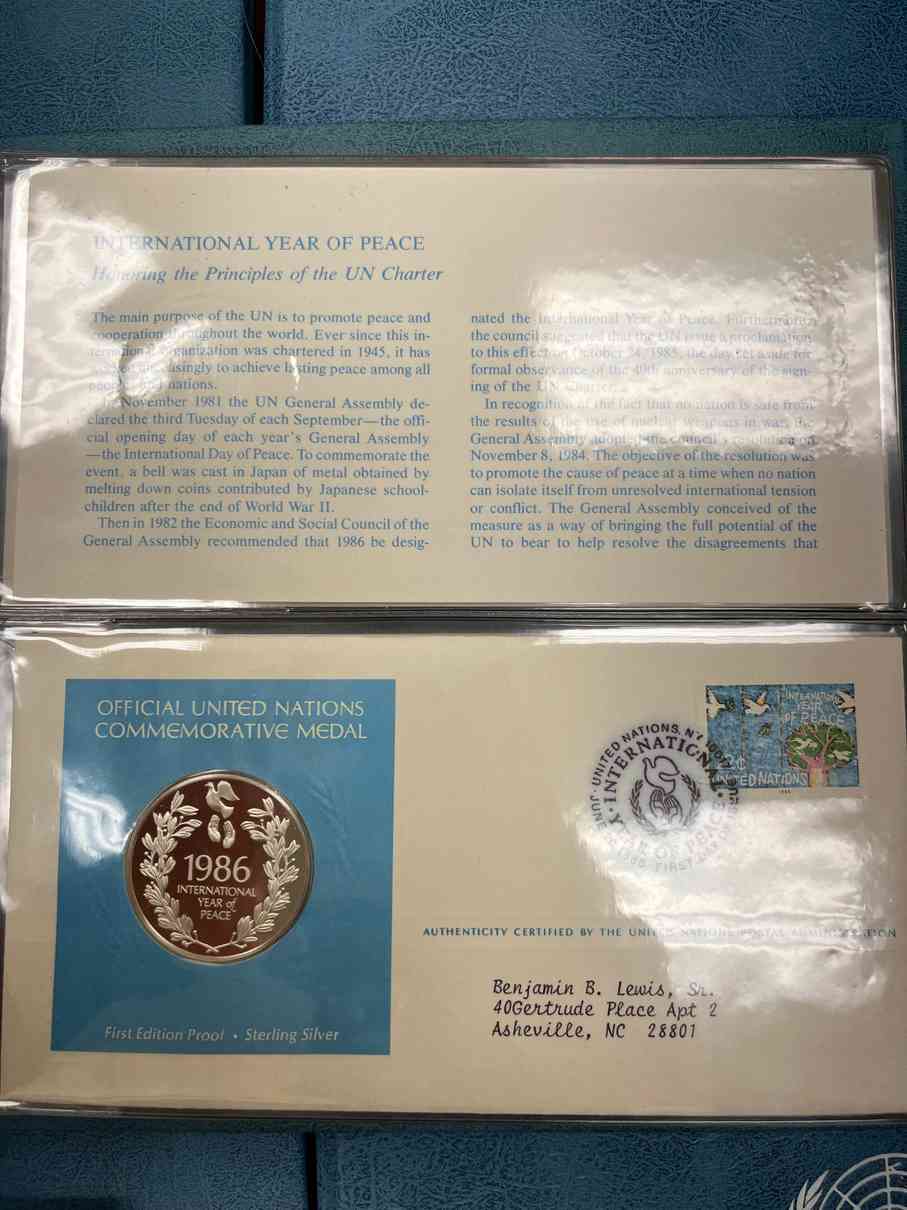 INTERNATIONAL YEAR OF PEACE
Honoring the Principles of the UN Charter
The main purpose of the UN is to promote peace and
cooperation throughout the world. Ever since this in-
ternational organization was chartered in 1945, it has
unceasingly to achieve lasting peace among all
peoples and nations.
In November 1981 the UN General Assembly de-
clared the third Tuesday of each September—the offi-
cial opening day of each year's General Assembly
—the International Day of Peace. To commemorate the
event, a bell was cast in Japan of metal obtained by
melting down coins contributed by Japanese school-
children after the end of World War II.
Then in 1982 the Economic and Social Council of the
General Assembly recommended that 1986 be desig-
nated the International Year of Peace. Furthermore,
the council suggested that the UN issue a proclamation
to this effect on October 24, 1985, the day set aside for
formal observance of the 40th anniversary of the sign-
ing of the UN Charter.
In recognition of the fact that no nation is safe from
the results of the use of nuclear weapons in war, the
General Assembly adopted the council's resolution on
November 8, 1984. The objective of the resolution was
to promote the cause of peace at a time when no nation
can isolate itself from unresolved international tension
or conflict. The General Assembly conceived of the
measure as a way of bringing the full potential of the
UN to bear to help resolve the disagreements that
OFFICIAL UNITED NATIONS
COMMEMORATIVE MEDAL
1986
INTERNATIONAL
YEAR of
PEACE
First Edition Proof • Sterling Silver
UNITED NATIONS, NY
INTERNATIONAL
YEAR OF PEACE
FIRST DAY
INTERNATIONAL
YEAR
OF PEACE
UNITED NATIONS
AUTHENTICITY CERTIFIED BY THE UNITED NATIONS POSTAL ADMINISTRATION
Benjamin B. Lewis, Sr.
40Gertrude Place Apt 2
Asheville, NC 28801